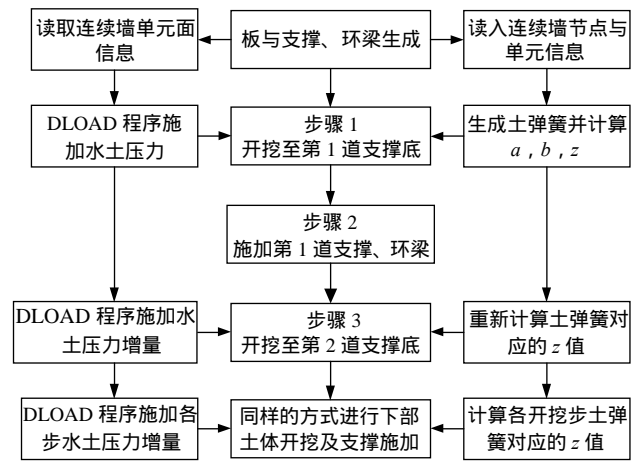 读取连续墙单元面
信息
板与支撑、环梁生成
读入连续墙节点与
单元信息
DLOAD 程序施
加水土压力
步骤 1
开挖至第 1 道支撑底
生成土弹簧并计算
a , b , z
步骤 2
施加第 1 道支撑、环梁
DLOAD 程序施加水
土压力增量
步骤 3
开挖至第 2 道支撑底
重新计算土弹簧对
应的 z 值
DLOAD 程序施加各
步水土压力增量
同样的方式进行下部
土体开挖及支撑施加
计算各开挖步土弹
簧对应的 z 值